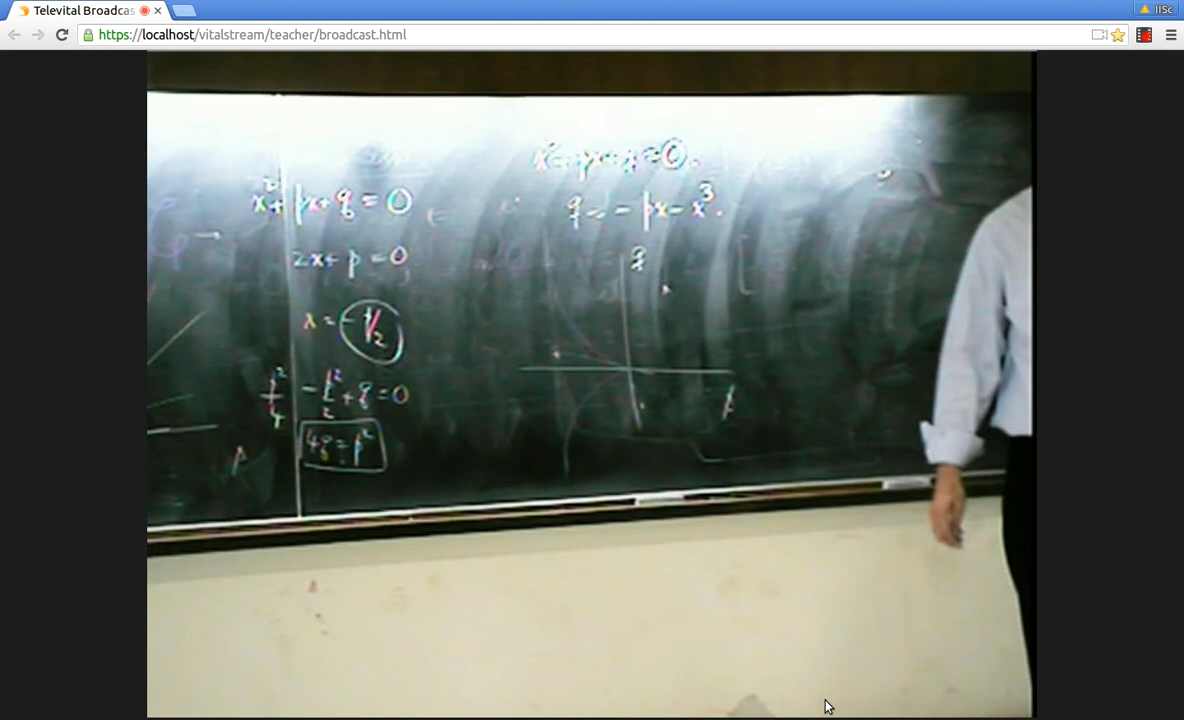 Televital Broadcas
IISc
https://localhost/vitalstream/teacher/broadcast.html
x² + px + q = 0
2x + p = 0
x = -p/2
p²/4 - p²/2 + q = 0
4q = p²
p
x³ + px + q = 0.
q = - px - x³.
q
p